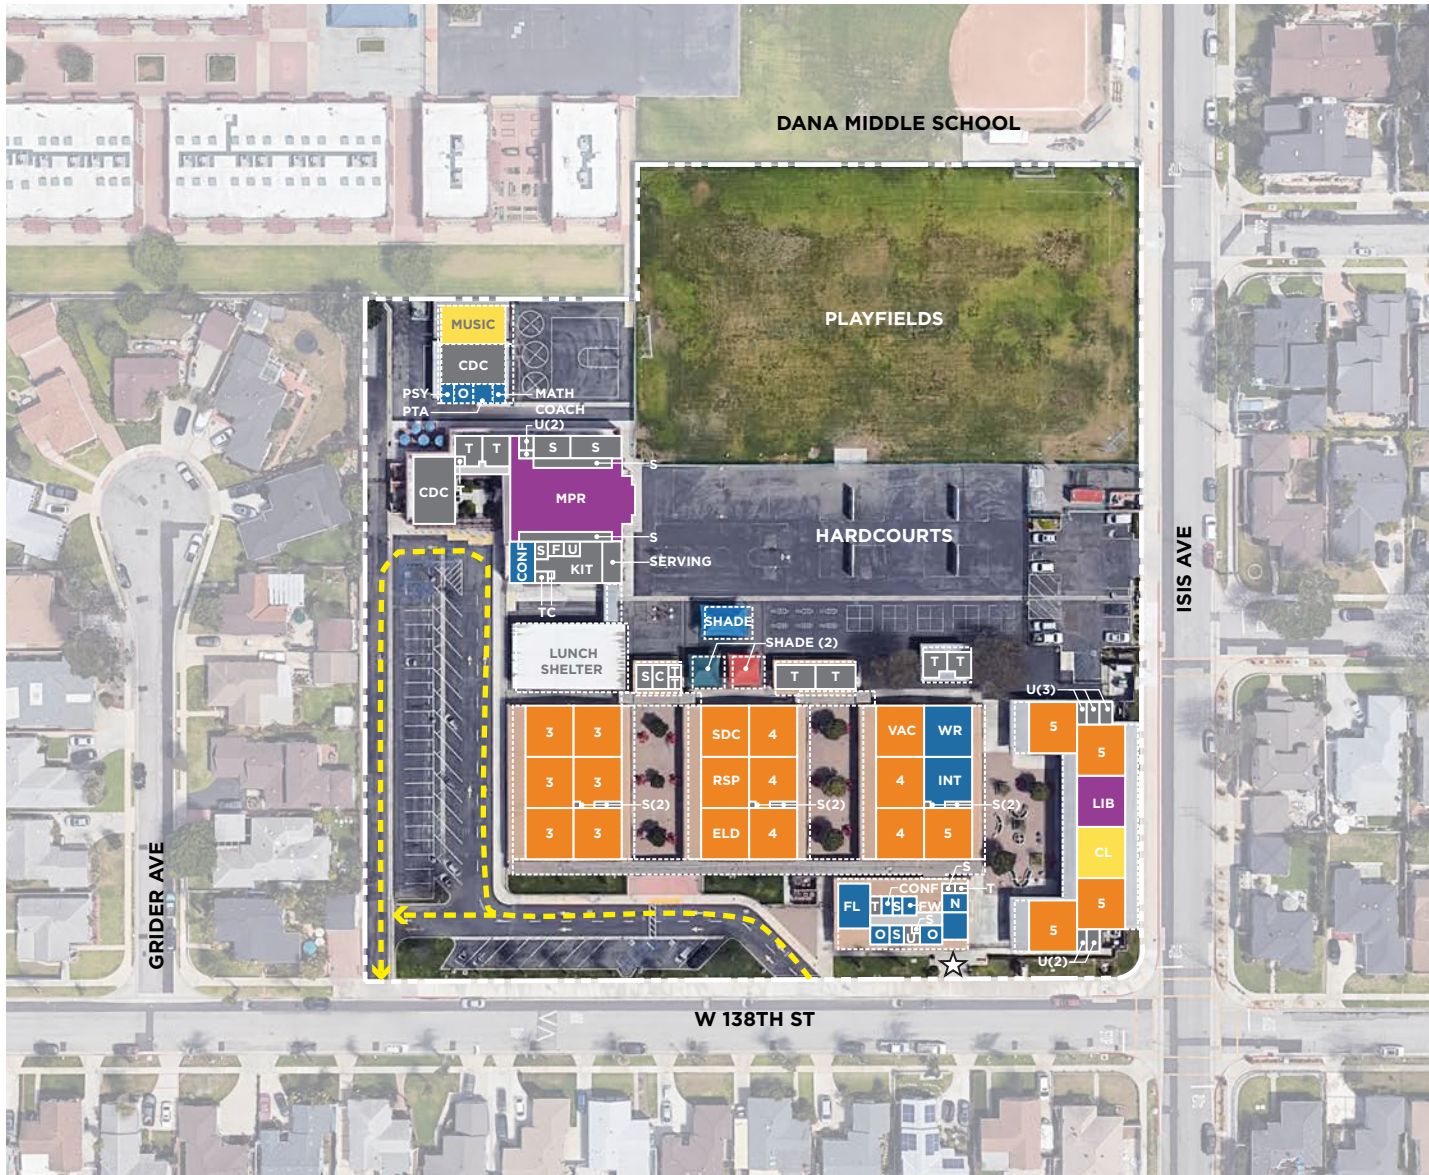 DANA MIDDLE SCHOOL
PLAYFIELDS
MUSIC
CDC
PSY
O
MATH
COACH
PTA
U(2)
T
T
S
S
S
CDC
T
MPR
HARDCOURTS
S
CONF
S
F
U
KIT
SERVING
TC
ISIS AVE
SHADE
SHADE (2)
LUNCH
SHELTER
S
C
T
T
T
T
T
T
U(3)
3
3
SDC
4
VAC
WR
5
5
3
3
RSP
4
4
INT
S(2)
S(2)
S(2)
LIB
3
3
ELD
4
4
5
CL
S
CONF
T
FL
T
S
FW
N
5
5
S
O
S
U
O
U(2)
GRIDER AVE
W 138TH ST